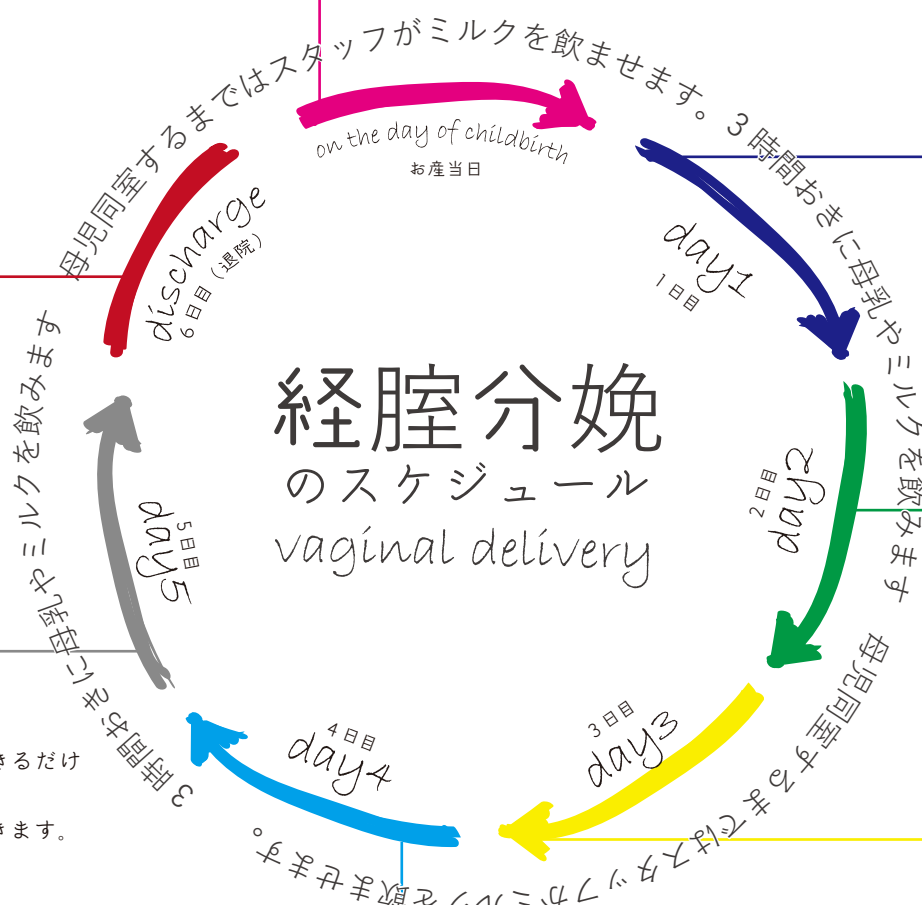 母児同室するまではスタッフがミルクを飲ませます。3時間おきに母乳やミルクを飲みます
on the day of childbirth
お産当日
day1
1日目
2日目
day2
3日目
day3
4日目
day4
5日目
day5
discharge
6日目（退院）
経腟分娩
のスケジュール
vaginal delivery
母児同室するまではスタッフがミルクを飲ませます。
3時間おきに母乳やミルクを飲みます
きるだけ
きます。